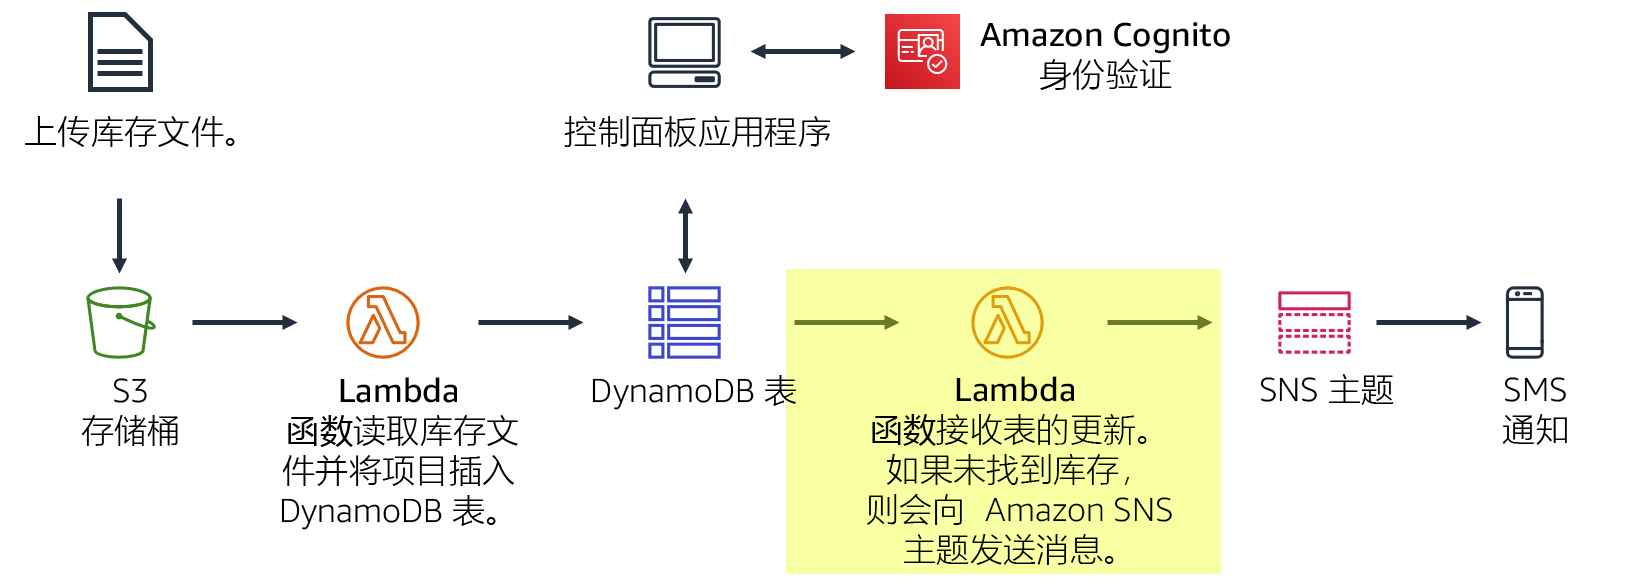 Amazon Cognito
身份验证
上传库存文件。
控制面板应用程序
S3
存储桶
Lambda
函数读取库存文
件并将项目插入
DynamoDB 表。
DynamoDB 表
Lambda
函数接收表的更新。
如果未找到库存，
则会向 Amazon SNS
主题发送消息。
SNS 主题
SMS
通知